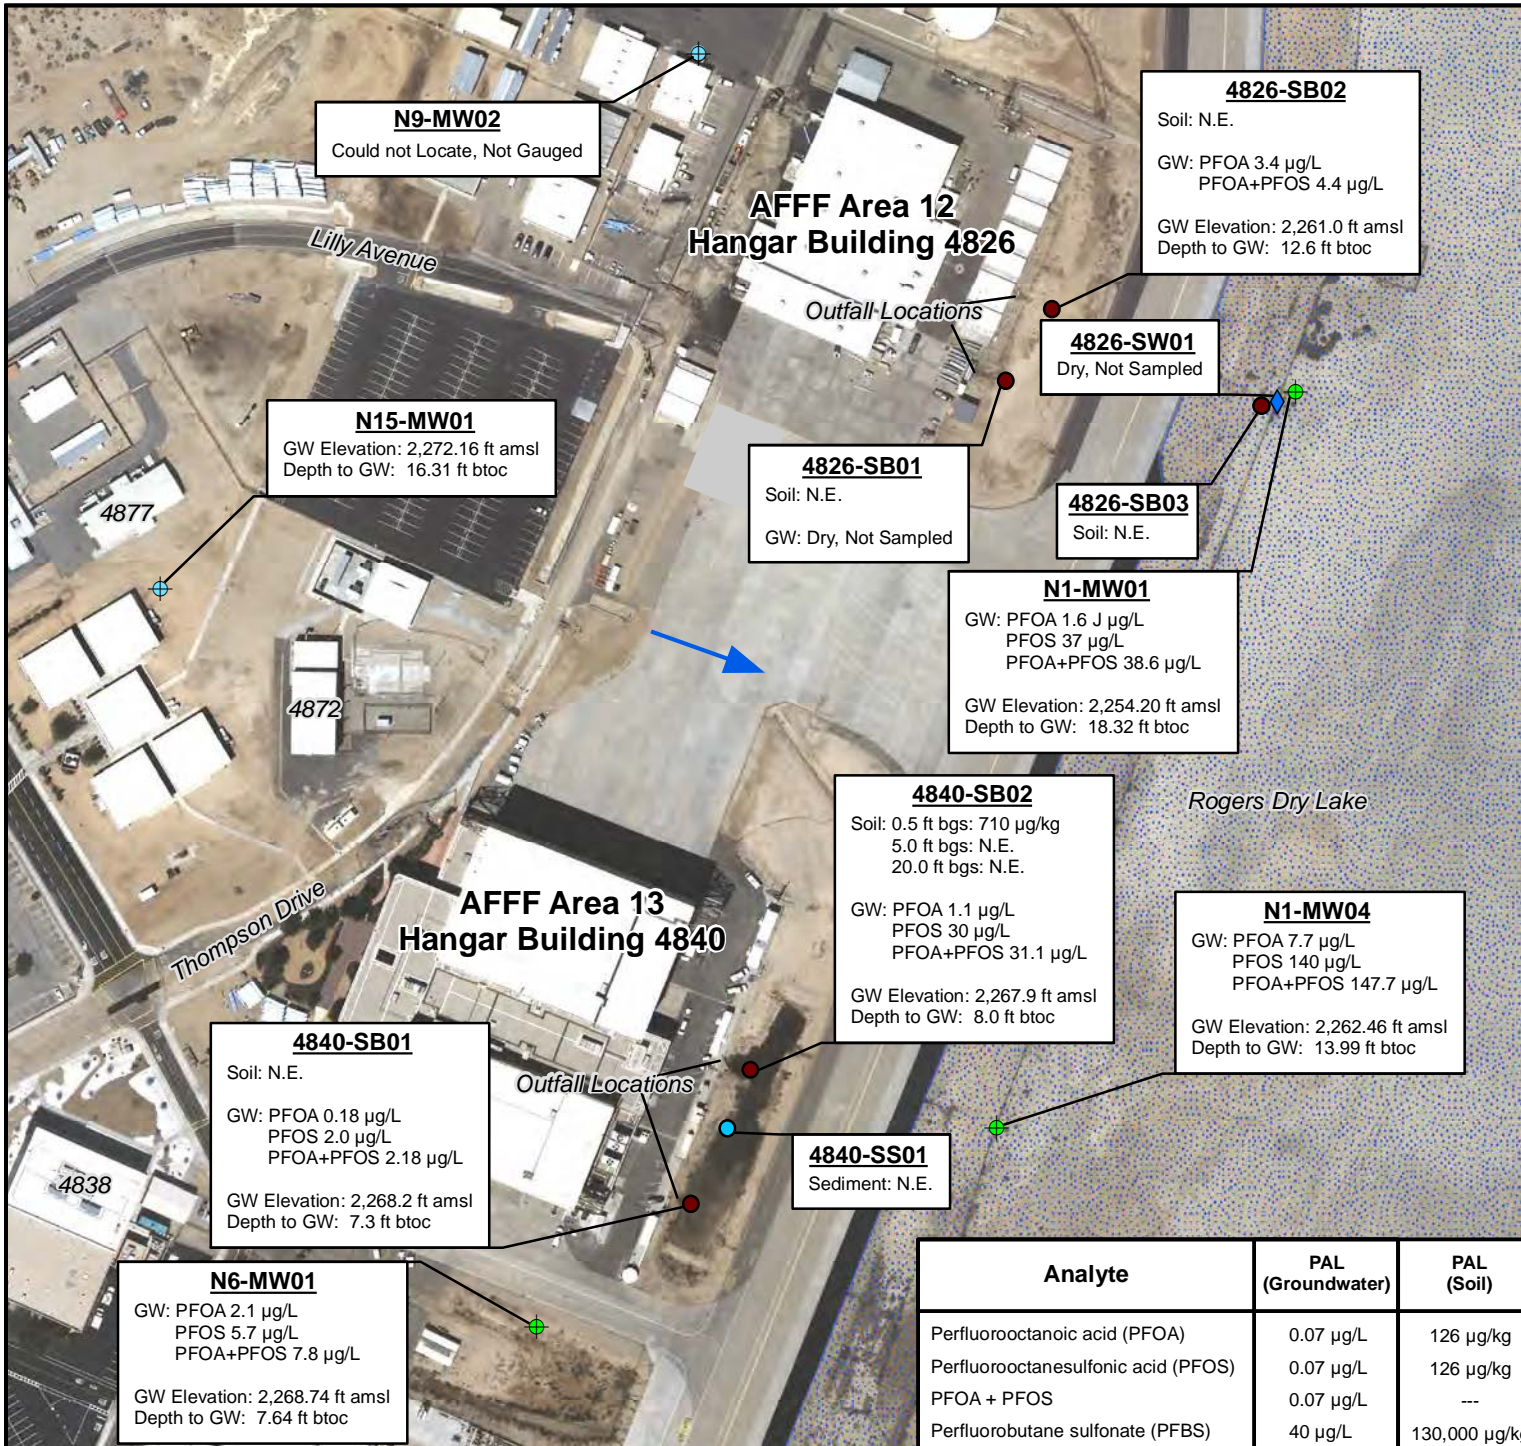 N9-MW02
Could not Locate, Not Gauged
4826-SB02
Soil: N.E.
GW: PFOA 3.4 µg/L
PFOA+PFOS 4.4 µg/L
GW Elevation: 2,261.0 ft amsl
Depth to GW: 12.6 ft btoc
AFFF Area 12
Hangar Building 4826
Lilly Avenue
Outfall Locations
4826-SW01
Dry, Not Sampled
N15-MW01
GW Elevation: 2,272.16 ft amsl
Depth to GW: 16.31 ft btoc
4826-SB01
Soil: N.E.
GW: Dry, Not Sampled
4826-SB03
Soil: N.E.
4877
N1-MW01
GW: PFOA 1.6 J µg/L
PFOS 37 µg/L
PFOA+PFOS 38.6 µg/L
GW Elevation: 2,254.20 ft amsl
Depth to GW: 18.32 ft btoc
4872
Rogers Dry Lake
4840-SB02
Soil: 0.5 ft bgs: 710 µg/kg
5.0 ft bgs: N.E.
20.0 ft bgs: N.E.
GW: PFOA 1.1 µg/L
PFOS 30 µg/L
PFOA+PFOS 31.1 µg/L
GW Elevation: 2,267.9 ft amsl
Depth to GW: 8.0 ft btoc
AFFF Area 13
Hangar Building 4840
Thompson Drive
N1-MW04
GW: PFOA 7.7 µg/L
PFOS 140 µg/L
PFOA+PFOS 147.7 µg/L
GW Elevation: 2,262.46 ft amsl
Depth to GW: 13.99 ft btoc
4840-SB01
Soil: N.E.
GW: PFOA 0.18 µg/L
PFOS 2.0 µg/L
PFOA+PFOS 2.18 µg/L
GW Elevation: 2,268.2 ft amsl
Depth to GW: 7.3 ft btoc
Outfall Locations
4840-SS01
Sediment: N.E.
4838
N6-MW01
GW: PFOA 2.1 µg/L
PFOS 5.7 µg/L
PFOA+PFOS 7.8 µg/L
GW Elevation: 2,268.74 ft amsl
Depth to GW: 7.64 ft btoc
Analyte PAL (Groundwater) PAL (Soil)
Perfluorooctanoic acid (PFOA) 0.07 µg/L 126 µg/kg
Perfluorooctanesulfonic acid (PFOS) 0.07 µg/L 126 µg/kg
PFOA + PFOS 0.07 µg/L ---
Perfluorobutane sulfonate (PFBS) 40 µg/L 130,000 µg/kg